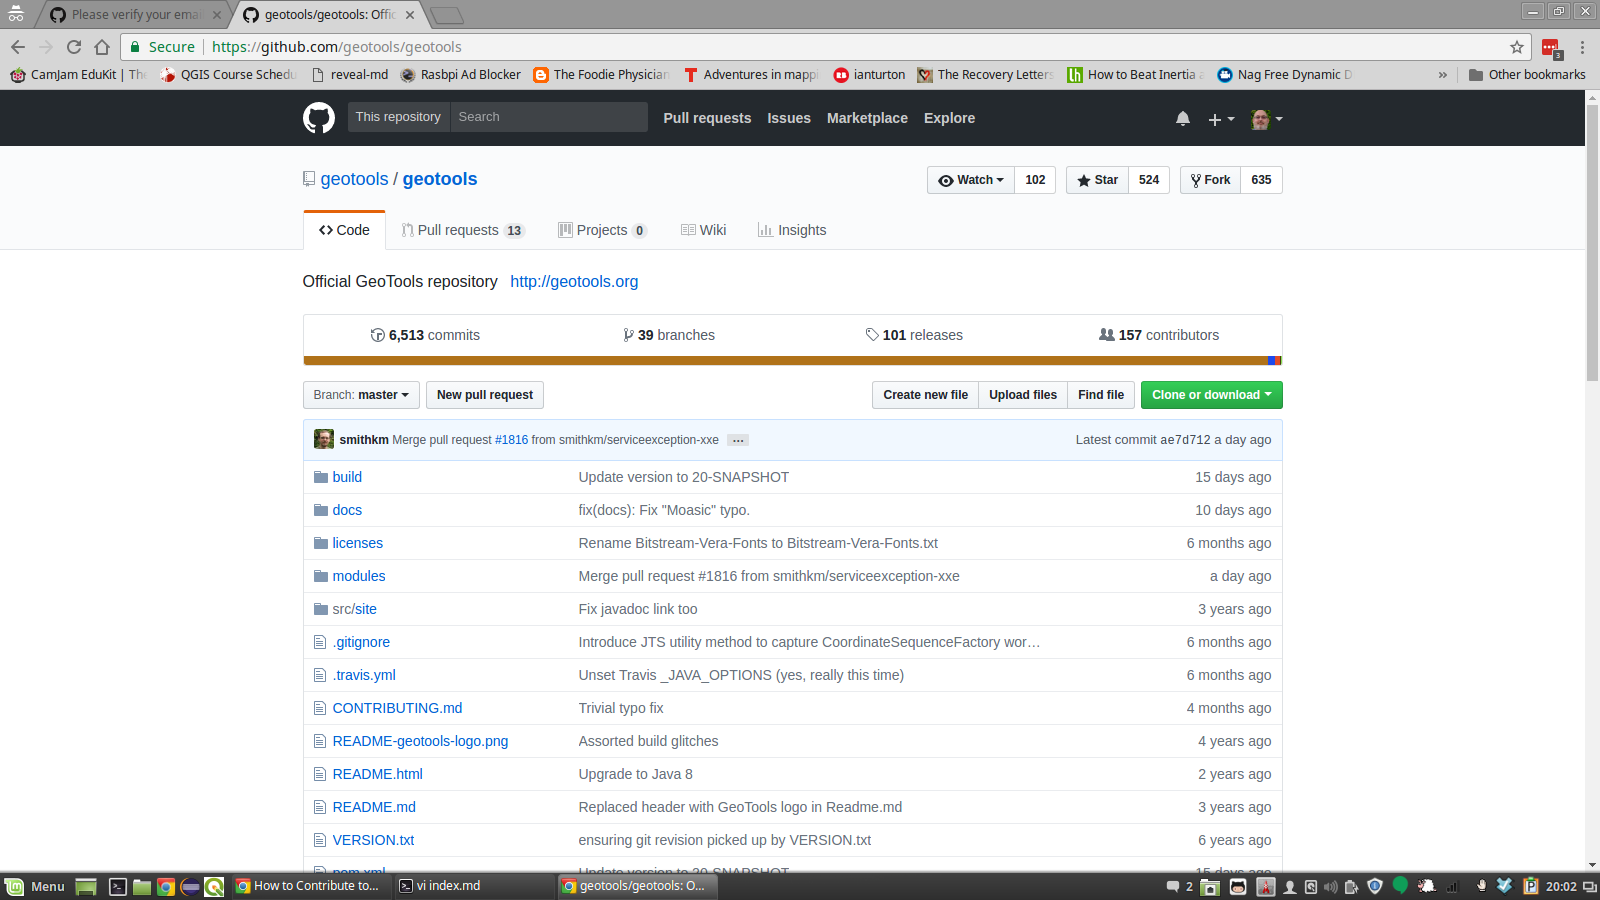 Please verify your emai
geotools/geotools: Offic
Secure https://github.com/geotools/geotools
3
CamJam EduKit | The
QGIS Course Schedu
reveal-md
Rasbpi Ad Blocker
The Foodie Physician
Adventures in mappi
ianturton
The Recovery Letters
How to Beat Inertia a
Nag Free Dynamic D
»
Other bookmarks
This repository Search Pull requests Issues Marketplace Explore
geotools / geotools
Watch 102 Star 524 Fork 635
Code Pull requests 13 Projects 0 Wiki Insights
Official GeoTools repository http://geotools.org
6,513 commits 39 branches 101 releases 157 contributors
Branch: master New pull request Create new file Upload files Find file Clone or download
smithkm Merge pull request #1816 from smithkm/serviceexception-xxe … Latest commit ae7d712 a day ago
build Update version to 20-SNAPSHOT 15 days ago
docs fix(docs): Fix "Moasic" typo. 10 days ago
licenses Rename Bitstream-Vera-Fonts to Bitstream-Vera-Fonts.txt 6 months ago
modules Merge pull request #1816 from smithkm/serviceexception-xxe a day ago
src/site Fix javadoc link too 3 years ago
.gitignore Introduce JTS utility method to capture CoordinateSequenceFactory wor… 6 months ago
.travis.yml Unset Travis _JAVA_OPTIONS (yes, really this time) 6 months ago
CONTRIBUTING.md Trivial typo fix 4 months ago
README-geotools-logo.png Assorted build glitches 4 years ago
README.html Upgrade to Java 8 2 years ago
README.md Replaced header with GeoTools logo in Readme.md 3 years ago
VERSION.txt ensuring git revision picked up by VERSION.txt 6 years ago
pom.xml Update version to 20-SNAPSHOT 15 days ago
Menu How to Contribute to... vi index.md geotools/geotools: O... 2 20:02